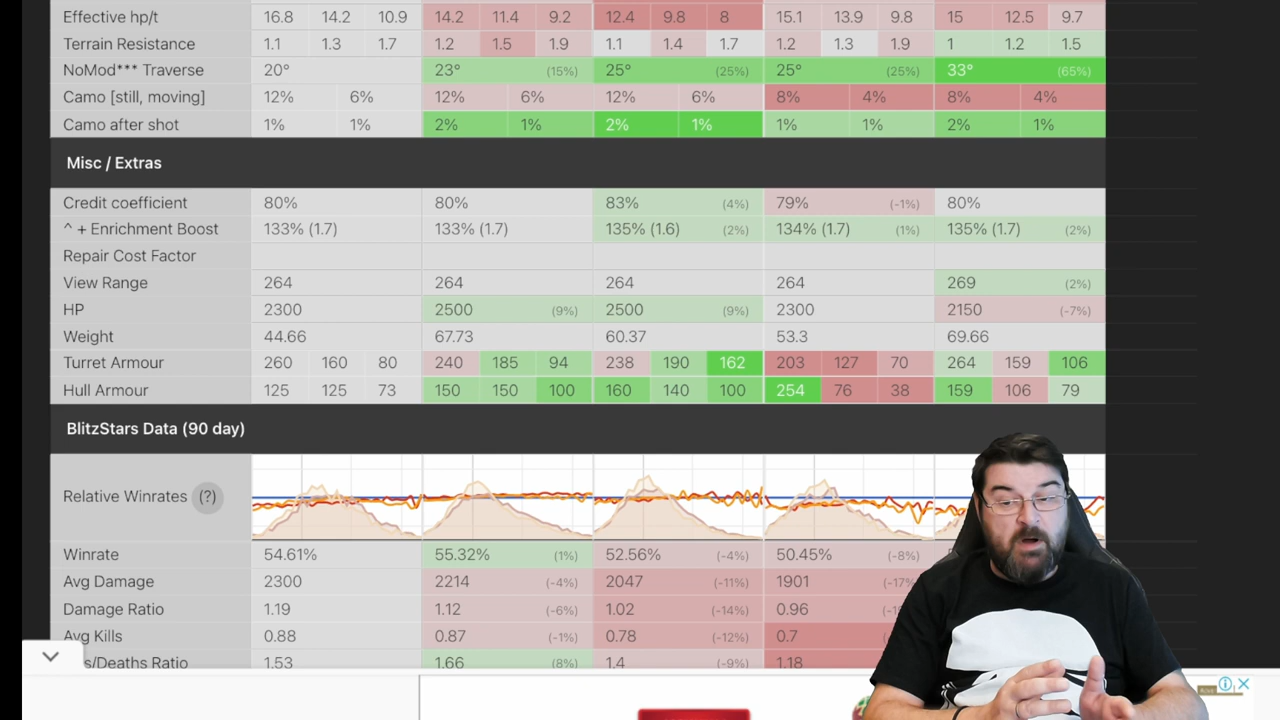 Effective hp/t 16.8 14.2 10.9 14.2 11.4 9.2 12.4 9.8 8 15.1 13.9 9.8 15 12.5 9.7
Terrain Resistance 1.1 1.3 1.7 1.2 1.5 1.9 1.1 1.4 1.7 1.2 1.3 1.9 1 1.2 1.5
NoMod*** Traverse 20° 23° (15%) 25° (25%) 25° (25%) 33° (65%)
Camo [still, moving] 12% 6% 12% 6% 12% 6% 8% 4% 8% 4%
Camo after shot 1% 1% 2% 1% 2% 1% 1% 1% 2% 1%
Misc / Extras
Credit coefficient 80% 80% 83% (4%) 79% (-1%) 80%
^ + Enrichment Boost 133% (1.7) 133% (1.7) 135% (1.6) (2%) 134% (1.7) (1%) 135% (1.7) (2%)
Repair Cost Factor
View Range 264 264 264 264 269 (2%)
HP 2300 2500 (9%) 2500 (9%) 2300 2150 (-7%)
Weight 44.66 67.73 60.37 53.3 69.66
Turret Armour 260 160 80 240 185 94 238 190 162 203 127 70 264 159 106
Hull Armour 125 125 73 150 150 100 160 140 100 254 76 38 159 106 79
BlitzStars Data (90 day)
Relative Winrates (?)
Winrate 54.61% 55.32% (1%) 52.56% (-4%) 50.45% (-8%)
Avg Damage 2300 2214 (-4%) 2047 (-11%) 1901
Damage Ratio 1.19 1.12 (-6%) 1.02 (-14%) 0.96
Avg Kills 0.88 0.87 (-1%) 0.78 (-12%) 0.7
s/Deaths Ratio 1.53 1.66 (8%) 1.4 (-9%) 1.18